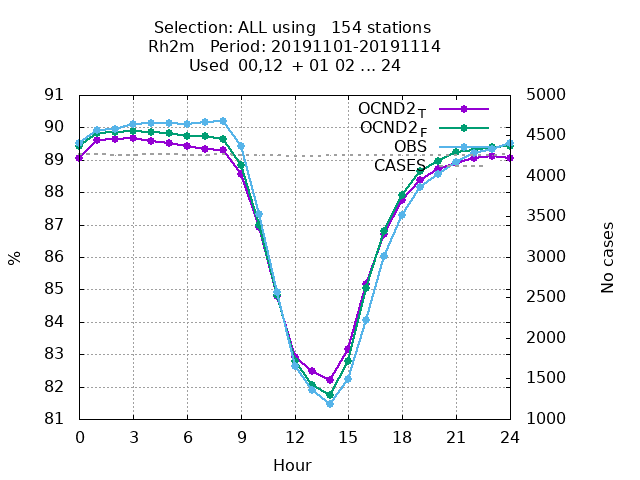 Selection: ALL using   154 stations
Rh2m   Period: 20191101-20191114
Used  00,12  + 01 02 ... 24
91
90
89
88
87
86
85
84
83
82
81
%
5000
4500
4000
3500
3000
2500
2000
1500
1000
No cases
OCND2 T
OCND2 F
OBS
CASES
0 3 6 9 12 15 18 21 24
Hour